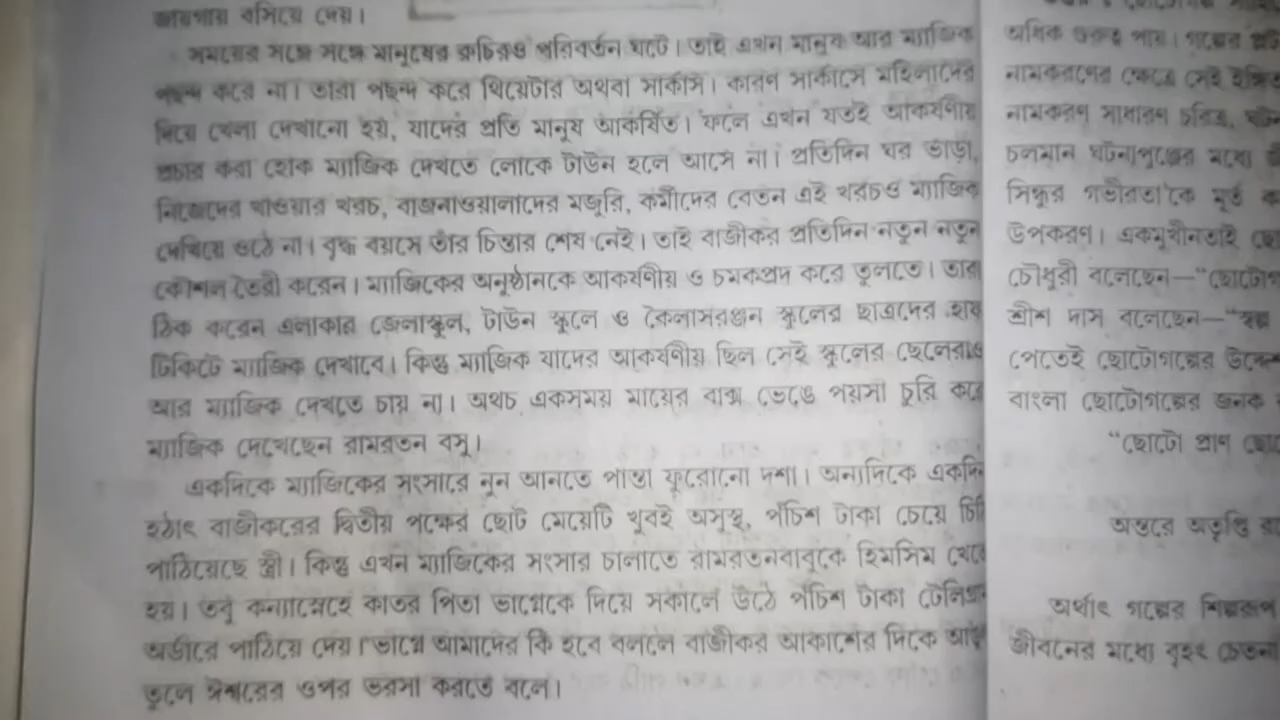 জায়গায় বসিয়ে দেয়।
সময়ের সঙ্গে সঙ্গে মানুষের রুচিরও পরিবর্তন ঘটে। তাই এখন মানুষ আর ম্যাজিক
পছন্দ করে না। তারা পছন্দ করে থিয়েটার অথবা সার্কাস। কারণ সার্কাসে মহিলাদের
দিয়ে খেলা দেখানো হয়, যাদের প্রতি মানুষ আকর্ষিত। ফলে এখন যতই আকর্ষণীয়
প্রচার করা হোক ম্যাজিক দেখতে লোকে টাউন হলে আসে না। প্রতিদিন ঘর ভাড়া,
নিজেদের খাওয়ার খরচ, বাজনাওয়ালাদের মজুরি, কর্মীদের বেতন এই খরচও ম্যাজিক
দেখিয়ে ওঠে না। বৃদ্ধ বয়সে তাঁর চিন্তার শেষ নেই। তাই বাজীকর প্রতিদিন নতুন নতুন
কৌশল তৈরী করেন। ম্যাজিকের অনুষ্ঠানকে আকর্ষণীয় ও চমকপ্রদ করে তুলতে। তারা
ঠিক করেন এলাকার জেলাস্কুল, টাউন স্কুলে ও কৈলাসরঞ্জন স্কুলের ছাত্রদের হাফ
টিকিটে ম্যাজিক দেখাবে। কিন্তু ম্যাজিক যাদের আকর্ষণীয় ছিল সেই স্কুলের ছেলেরাও
আর ম্যাজিক দেখতে চায় না। অথচ একসময় মায়ের বাক্স ভেঙে পয়সা চুরি করে
ম্যাজিক দেখেছেন রামরতন বসু।
একদিকে ম্যাজিকের সংসারে নুন আনতে পান্তা ফুরোনো দশা। অন্যদিকে একদিন
হঠাৎ বাজীকরের দ্বিতীয় পক্ষের ছোট মেয়েটি খুবই অসুস্থ, পঁচিশ টাকা চেয়ে চিঠি
পাঠিয়েছে স্ত্রী। কিন্তু এখন ম্যাজিকের সংসার চালাতে রামরতনবাবুকে হিমসিম খেতে
হয়। তবু কন্যাস্নেহে কাতর পিতা ভাগ্নেকে দিয়ে সকালে উঠে পঁচিশ টাকা টেলিগ্রাম
অর্ডারে পাঠিয়ে দেয়। ভাগ্নে আমাদের কি হবে বললে বাজীকর আকাশের দিকে
তুলে ঈশ্বরের ওপর ভরসা করতে বলে।
অধিক গুরুত্ব পায়। গল্পের
নামকরণের ক্ষেত্রে সেই
নামকরণ সাধারণ চরিত্র,
চলমান ঘটনাপুঞ্জের মধ্যে
সিন্ধুর গভীরতাকে মূর্ত
উপকরণ। একমুখীনতাই
চৌধুরী বলেছেন—
শ্রীশ দাস বলেছেন—
পেতেই ছোটোগল্পের
বাংলা ছোটোগল্পের জনক
"ছোটো প্রাণ
অন্তরে অতৃপ্তি
অর্থাৎ গল্পের শিল্পরূপ
জীবনের মধ্যে বৃহৎ চেতনা